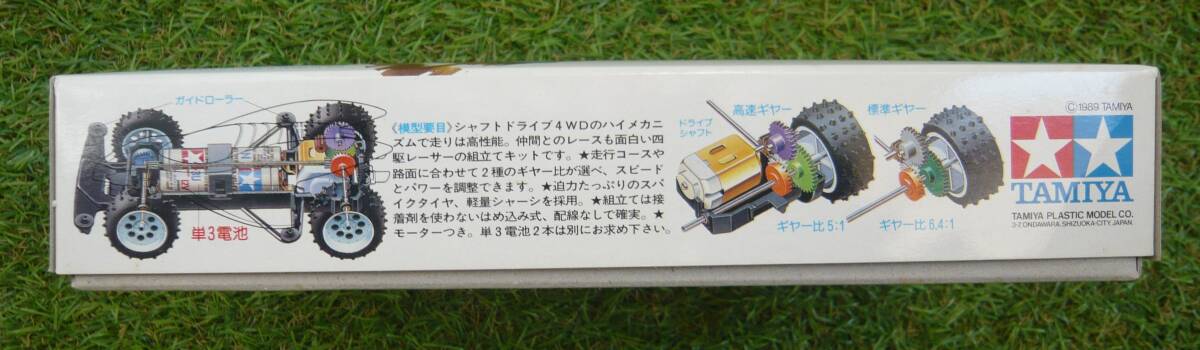 ガイドローラー
単3電池
《模型要目》シャフトドライブ4WDのハイメカニ
ズムで走りは高性能。仲間とのレースも面白い四
駆レーサーの組立てキットです。★走行コースや
路面に合わせて2種のギヤー比が選べ、スピード
とパワーを調整できます。★迫力たっぷりのスパ
イクタイヤ、軽量シャーシを採用。★組立ては接
着剤を使わないはめ込み式、配線なしで確実。★
モーターつき。単3電池2本は別にお求め下さい。
ドライブ
シャフト
高速ギヤー
ギヤー比5:1
標準ギヤー
ギヤー比6.4:1
©1989 TAMIYA
TAMIYA
TAMIYA PLASTIC MODEL CO.
3-7, ONDAWARA, SHIZUOKA-CITY, JAPAN.